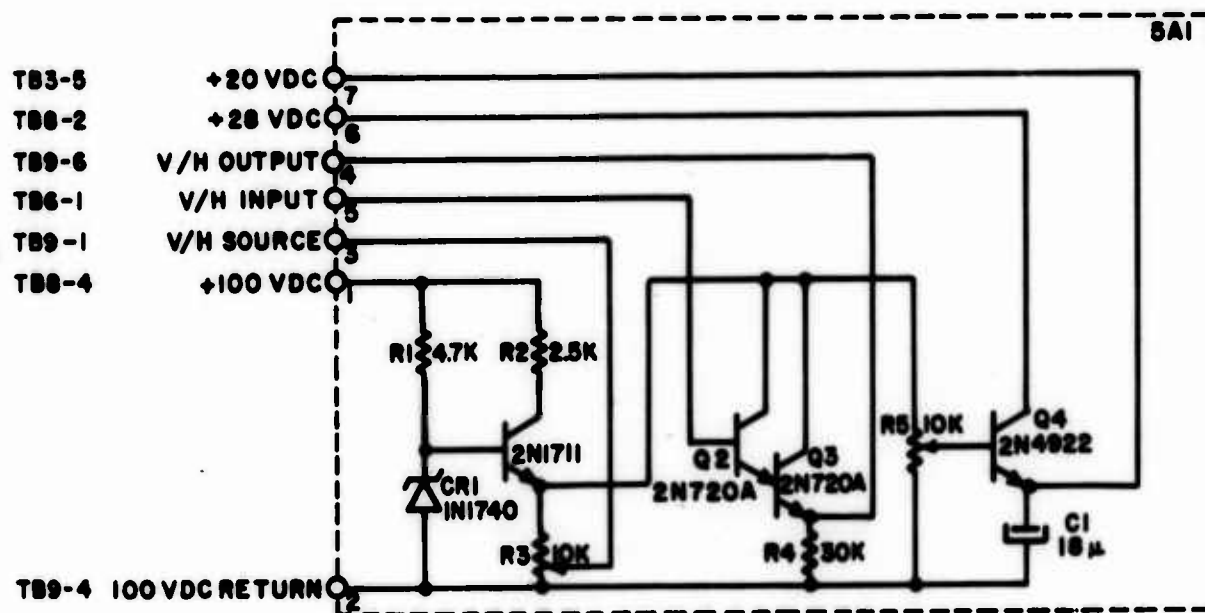 5A1
TB3-5 +20 VDC 7
TB8-2 +28 VDC 6
TB9-6 V/H OUTPUT 4
TB6-1 V/H INPUT 5
TB9-1 V/H SOURCE 3
TB8-4 +100 VDC 1
R1 4.7K R2 2.5K
R5 10K Q4
2N4922
2N1711 Q2 Q3
2N720A 2N720A
CR1
1N1740
R3 10K R4 30K C1
18μ
TB9-4 100 VDC RETURN 2